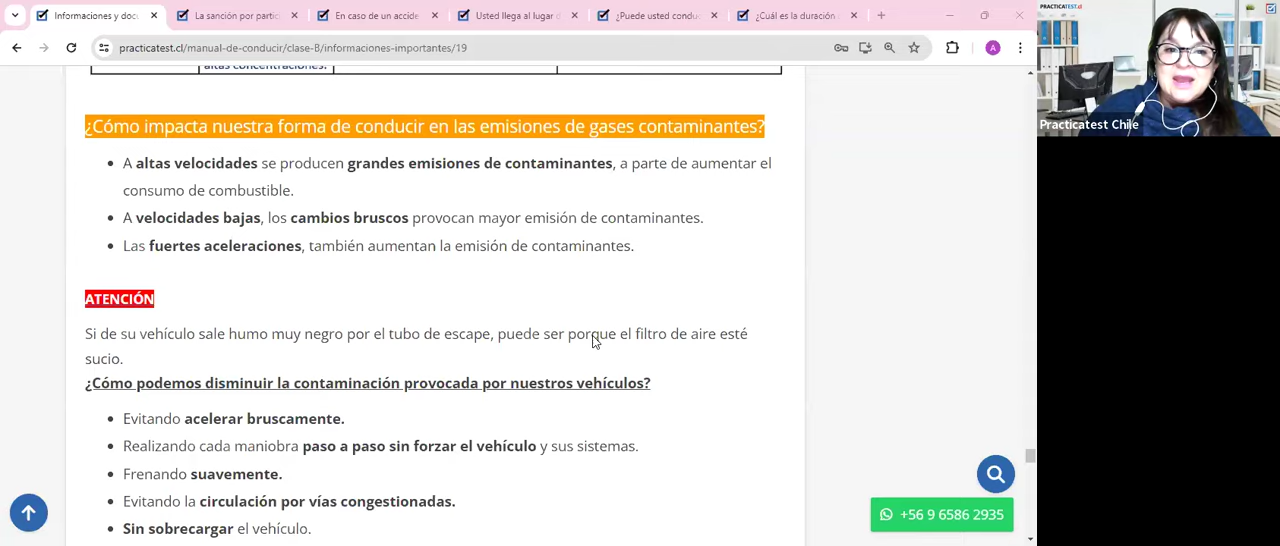 Informaciones y docu
La sanción por partici
En caso de un accide
Usted llega al lugar d
¿Puede usted conduc
¿Cuál es la duración
practicatest.cl/manual-de-conducir/clase-B/informaciones-importantes/19
A
PRACTICATEST.cl
Practicatest Chile
altas concentraciones.
¿Cómo impacta nuestra forma de conducir en las emisiones de gases contaminantes?
• A altas velocidades se producen grandes emisiones de contaminantes, a parte de aumentar el
consumo de combustible.
• A velocidades bajas, los cambios bruscos provocan mayor emisión de contaminantes.
• Las fuertes aceleraciones, también aumentan la emisión de contaminantes.
ATENCIÓN
Si de su vehículo sale humo muy negro por el tubo de escape, puede ser porque el filtro de aire esté
sucio.
¿Cómo podemos disminuir la contaminación provocada por nuestros vehículos?
• Evitando acelerar bruscamente.
• Realizando cada maniobra paso a paso sin forzar el vehículo y sus sistemas.
• Frenando suavemente.
• Evitando la circulación por vías congestionadas.
• Sin sobrecargar el vehículo.
+56 9 6586 2935